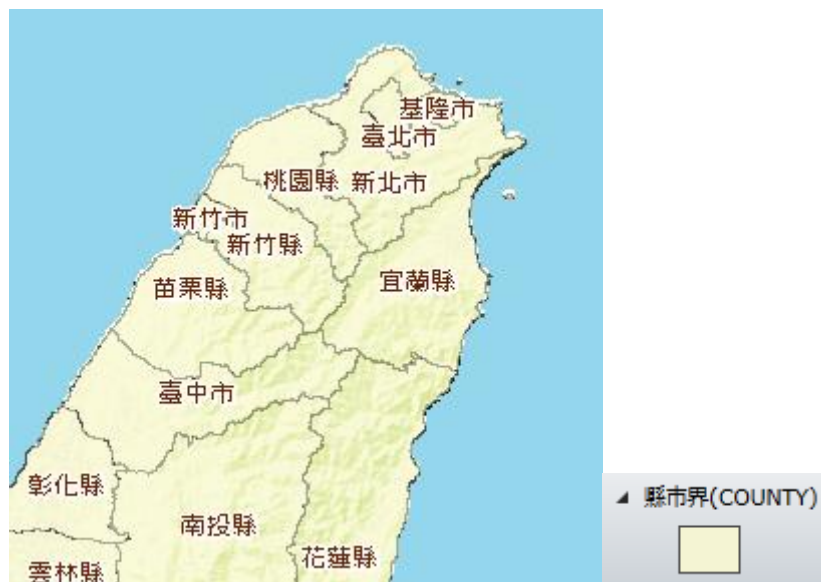 基隆市
臺北市
桃園縣 新北市
新竹市
新竹縣
苗栗縣
宜蘭縣
臺中市
彰化縣
南投縣
花蓮縣
雲林縣
縣市界(COUNTY)